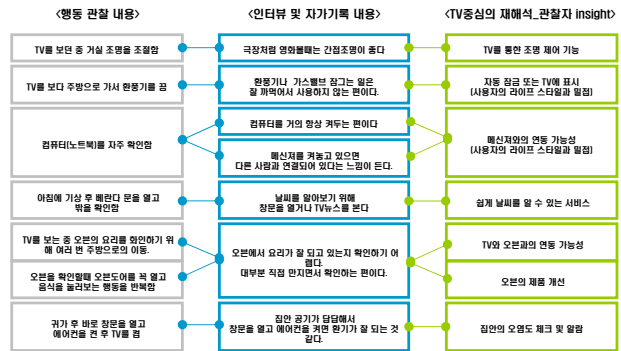 <행동 관찰 내용>
<인터뷰 및 자가기록 내용>
<TV중심의 재해석_관찰자 insight>
TV를 보던 중 거실 조명을 조절함
극장처럼 영화볼때는 간접조명이 좋다
TV를 통한 조명 제어 기능
TV를 보다 주방으로 가서 환풍기를 끔
환풍기나 가스밸브 잠그는 일은
잘 까먹어서 사용하지 않는 편이다.
자동 잠금 또는 TV에 표시
(사용자의 라이프 스타일과 밀접)
컴퓨터(노트북)를 자주 확인함
컴퓨터를 거의 항상 켜두는 편이다
메신져를 켜놓고 있으면
다른 사람과 연결되어 있다는 느낌이 든다.
메신져와의 연동 가능성
(사용자의 라이프 스타일과 밀접)
아침에 기상 후 베란다 문을 열고
밖을 확인함
날씨를 알아보기 위해
창문을 열거나 TV뉴스를 본다
쉽게 날씨를 알 수 있는 서비스
TV를 보는 중 오븐의 요리를 확인하기 위
해 여러 번 주방으로의 이동.
오븐을 확인할때 오븐도어를 꼭 열고
음식을 눌러보는 행동을 반복함
오븐에서 요리가 잘 되고 있는지 확인하기 어
렵다.
대부분 직접 만지면서 확인하는 편이다.
TV와 오븐과의 연동 가능성
오븐의 제품 개선
귀가 후 바로 창문을 열고
에어컨을 켠 후 TV를 켬
집안 공기가 답답해서
창문을 열고 에어컨을 켜면 환기가 잘 되는 것
같다.
집안의 오염도 체크 및 알람